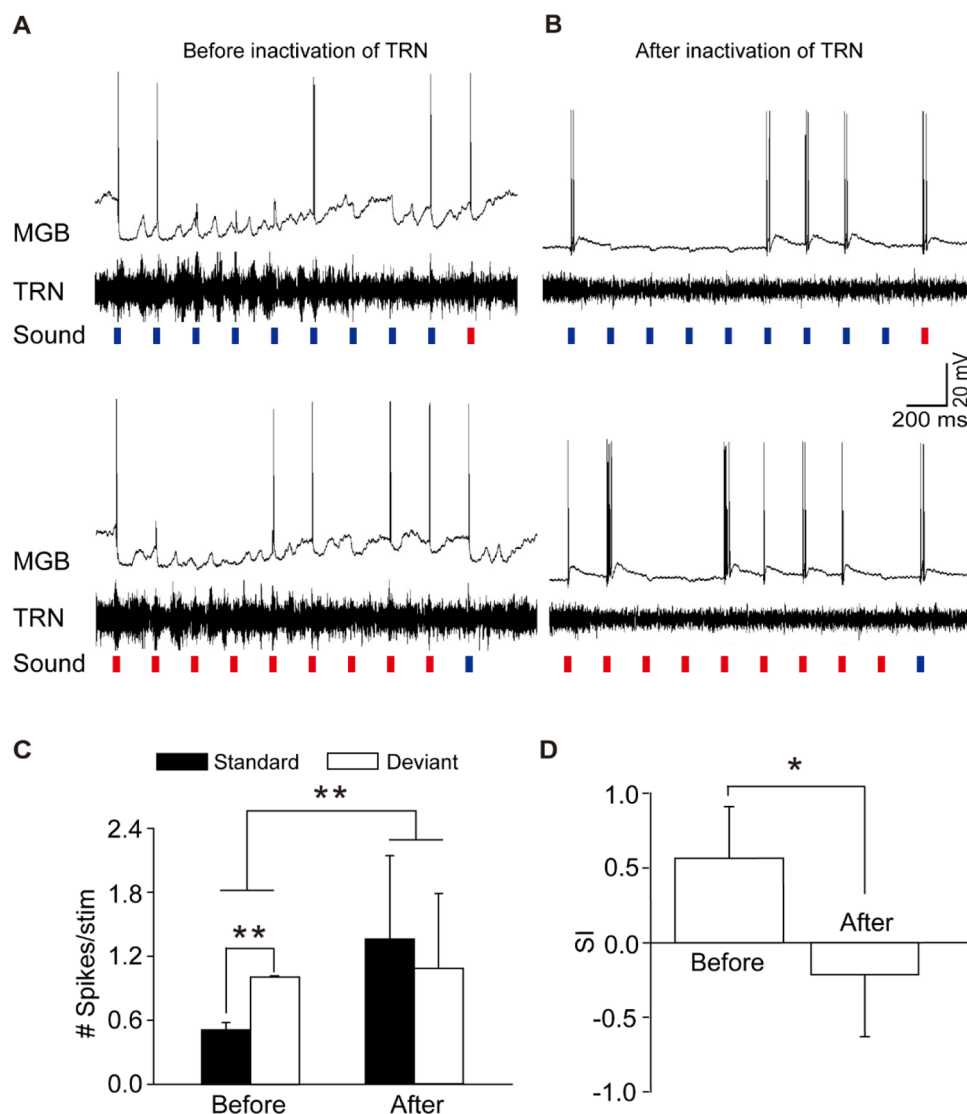 A
Before inactivation of TRN
B
After inactivation of TRN
MGB
TRN
Sound
20 mV
200 ms
MGB
TRN
Sound
C
Standard
Deviant
**
**
# Spikes/stim
2.4
1.8
1.2
0.6
0.0
Before
After
D
*
SI
1.0
0.5
0.0
-0.5
-1.0
After
Before